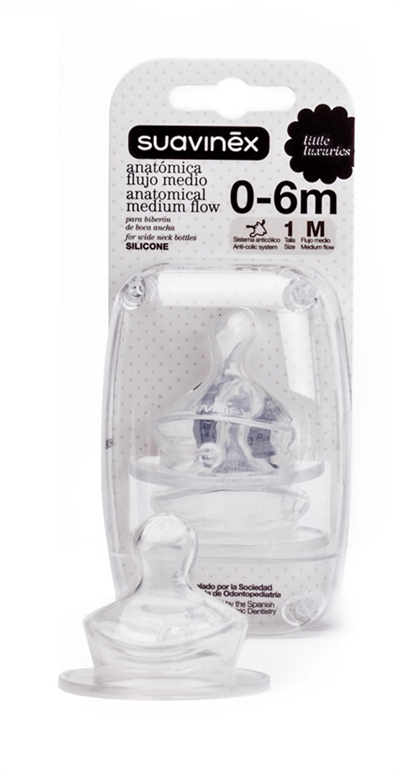 suavinēx
little
luxuries
anatómica
flujo medio
anatomical
medium flow
para biberón
de boca ancha
for wide neck bottles
SILICONE
0-6m
Sistema anticólico
Anti-colic system
1
Talla
Size
M
Flujo medio
Medium flow
por la Sociedad
de Odontopediatría
by the Spanish
Dentistry